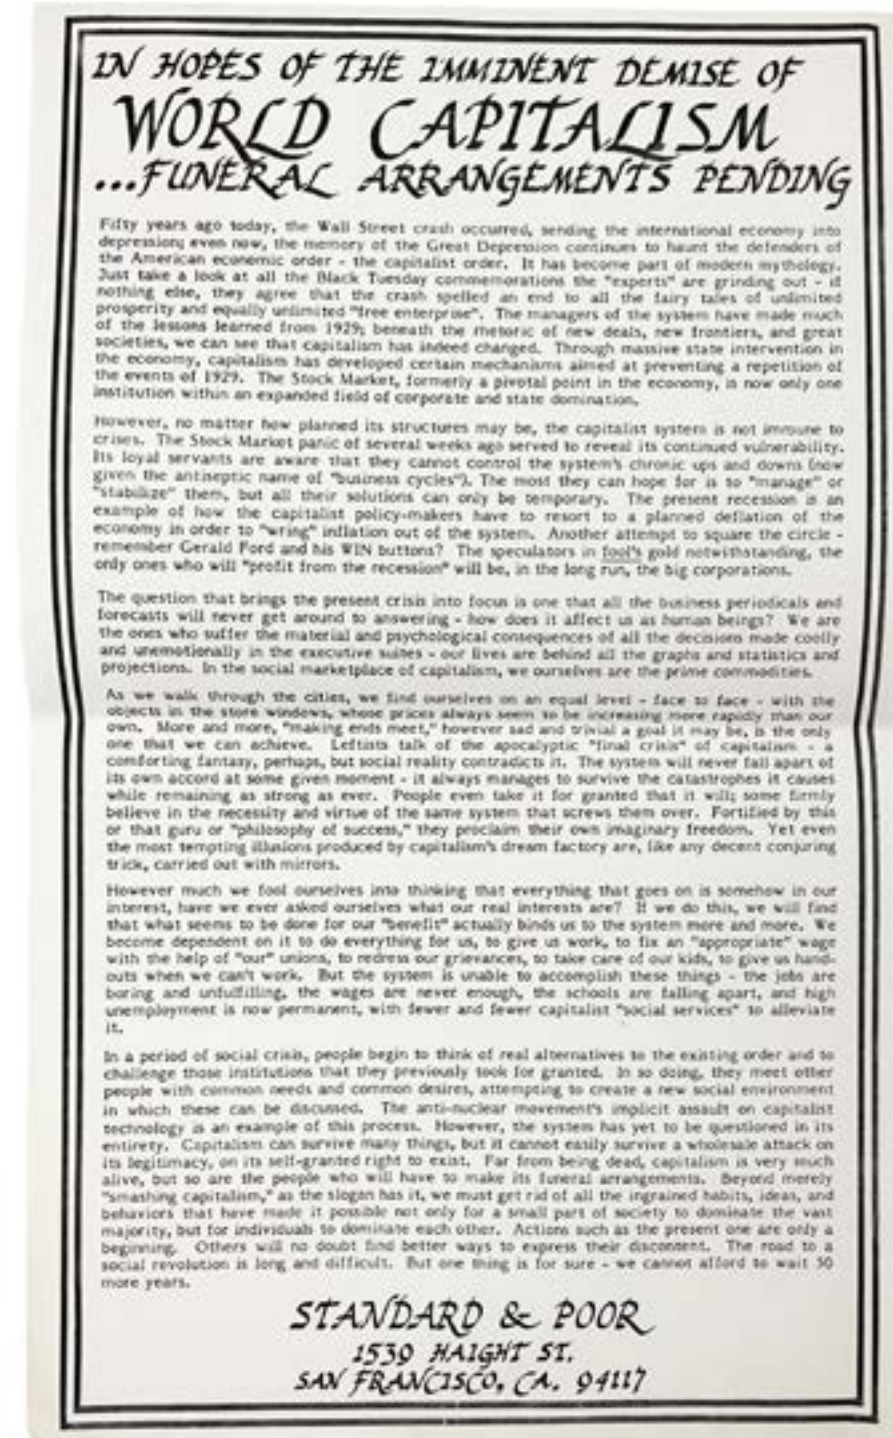 IN HOPES OF THE IMMINENT DEMISE OF
WORLD CAPITALISM
...FUNERAL ARRANGEMENTS PENDING
Fifty years ago today, the Wall Street crash occurred, sending the international economy into
depression; even now, the memory of the Great Depression continues to haunt the defenders of
the American economic order - the capitalist order. It has become part of modern mythology.
Just take a look at all the Black Tuesday commemorations the "experts" are grinding out - if
nothing else, they agree that the crash spelled an end to all the fairy tales of unlimited
prosperity and equally unlimited "free enterprise". The managers of the system have made much
of the lessons learned from 1929; beneath the rhetoric of new deals, new frontiers, and great
societies, we can see that capitalism has indeed changed. Through massive state intervention in
the economy, capitalism has developed certain mechanisms aimed at preventing a repetition of
the events of 1929. The Stock Market, formerly a pivotal point in the economy, is now only one
institution within an expanded field of corporate and state domination.
However, no matter how planned its structures may be, the capitalist system is not immune to
crises. The Stock Market panic of several weeks ago served to reveal its continued vulnerability.
Its loyal servants are aware that they cannot control the system's chronic ups and downs (now
given the antiseptic name of "business cycles"). The most they can hope for is to "manage" or
"stabilize" them, but all their solutions can only be temporary. The present recession is an
example of how the capitalist policy-makers have to resort to a planned deflation of the
economy in order to "wring" inflation out of the system. Another attempt to square the circle -
remember Gerald Ford and his WIN buttons? The speculators in fool's gold notwithstanding, the
only ones who will "profit from the recession" will be, in the long run, the big corporations.
The question that brings the present crisis into focus is one that all the business periodicals and
forecasts will never get around to answering - how does it affect us as human beings? We are
the ones who suffer the material and psychological consequences of all the decisions made coolly
and unemotionally in the executive suites - our lives are behind all the graphs and statistics and
projections. In the social marketplace of capitalism, we ourselves are the prime commodities.
As we walk through the cities, we find ourselves on an equal level - face to face - with the
objects in the store windows, whose prices always seem to be increasing more rapidly than our
own. More and more, "making ends meet," however sad and trivial a goal it may be, is the only
one that we can achieve. Leftists talk of the apocalyptic "final crisis" of capitalism - a
comforting fantasy, perhaps, but social reality contradicts it. The system will never fall apart of
its own accord at some given moment - it always manages to survive the catastrophes it causes
while remaining as strong as ever. People even take it for granted that it will; some firmly
believe in the necessity and virtue of the same system that screws them over. Fortified by this
or that guru or "philosophy of success," they proclaim their own imaginary freedom. Yet even
the most tempting illusions produced by capitalism's dream factory are, like any decent conjuring
trick, carried out with mirrors.
However much we fool ourselves into thinking that everything that goes on is somehow in our
interest, have we ever asked ourselves what our real interests are? If we do this, we will find
that what seems to be done for our "benefit" actually binds us to the system more and more. We
become dependent on it to do everything for us, to give us work, to fix an "appropriate" wage
with the help of "our" unions, to redress our grievances, to take care of our kids, to give us hand-
outs when we can't work. But the system is unable to accomplish these things - the jobs are
boring and unfulfilling, the wages are never enough, the schools are falling apart, and high
unemployment is now permanent, with fewer and fewer capitalist "social services" to alleviate
it.
In a period of social crisis, people begin to think of real alternatives to the existing order and to
challenge those institutions that they previously took for granted. In so doing, they meet other
people with common needs and common desires, attempting to create a new social environment
in which these can be discussed. The anti-nuclear movement's implicit assault on capitalist
technology is an example of this process. However, the system has yet to be questioned in its
entirety. Capitalism can survive many things, but it cannot easily survive a wholesale attack on
its legitimacy, on its self-granted right to exist. Far from being dead, capitalism is very much
alive, but so are the people who will have to make its funeral arrangements. Beyond merely
"smashing capitalism," as the slogan has it, we must get rid of all the ingrained habits, ideas, and
behaviors that have made it possible not only for a small part of society to dominate the vast
majority, but for individuals to dominate each other. Actions such as the present one are only a
beginning. Others will no doubt find better ways to express their discontent. The road to a
social revolution is long and difficult. But one thing is for sure - we cannot afford to wait 50
more years.
STANDARD & POOR
1539 HAIGHT ST.
SAN FRANCISCO, CA. 94117